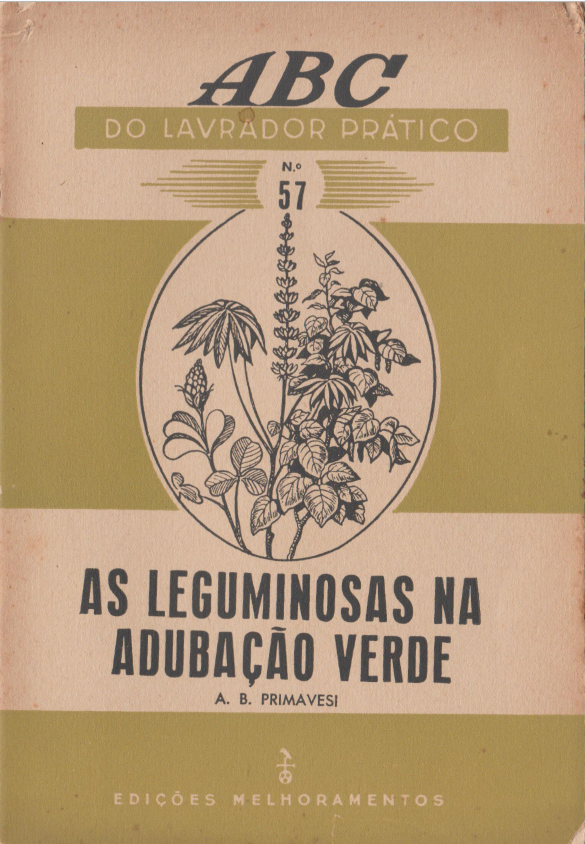 ABC
DO LAVRADOR PRÁTICO
N.º
57
AS LEGUMINOSAS NA
ADUBAÇÃO VERDE
A. B. PRIMAVESI
EDIÇÕES MELHORAMENTOS